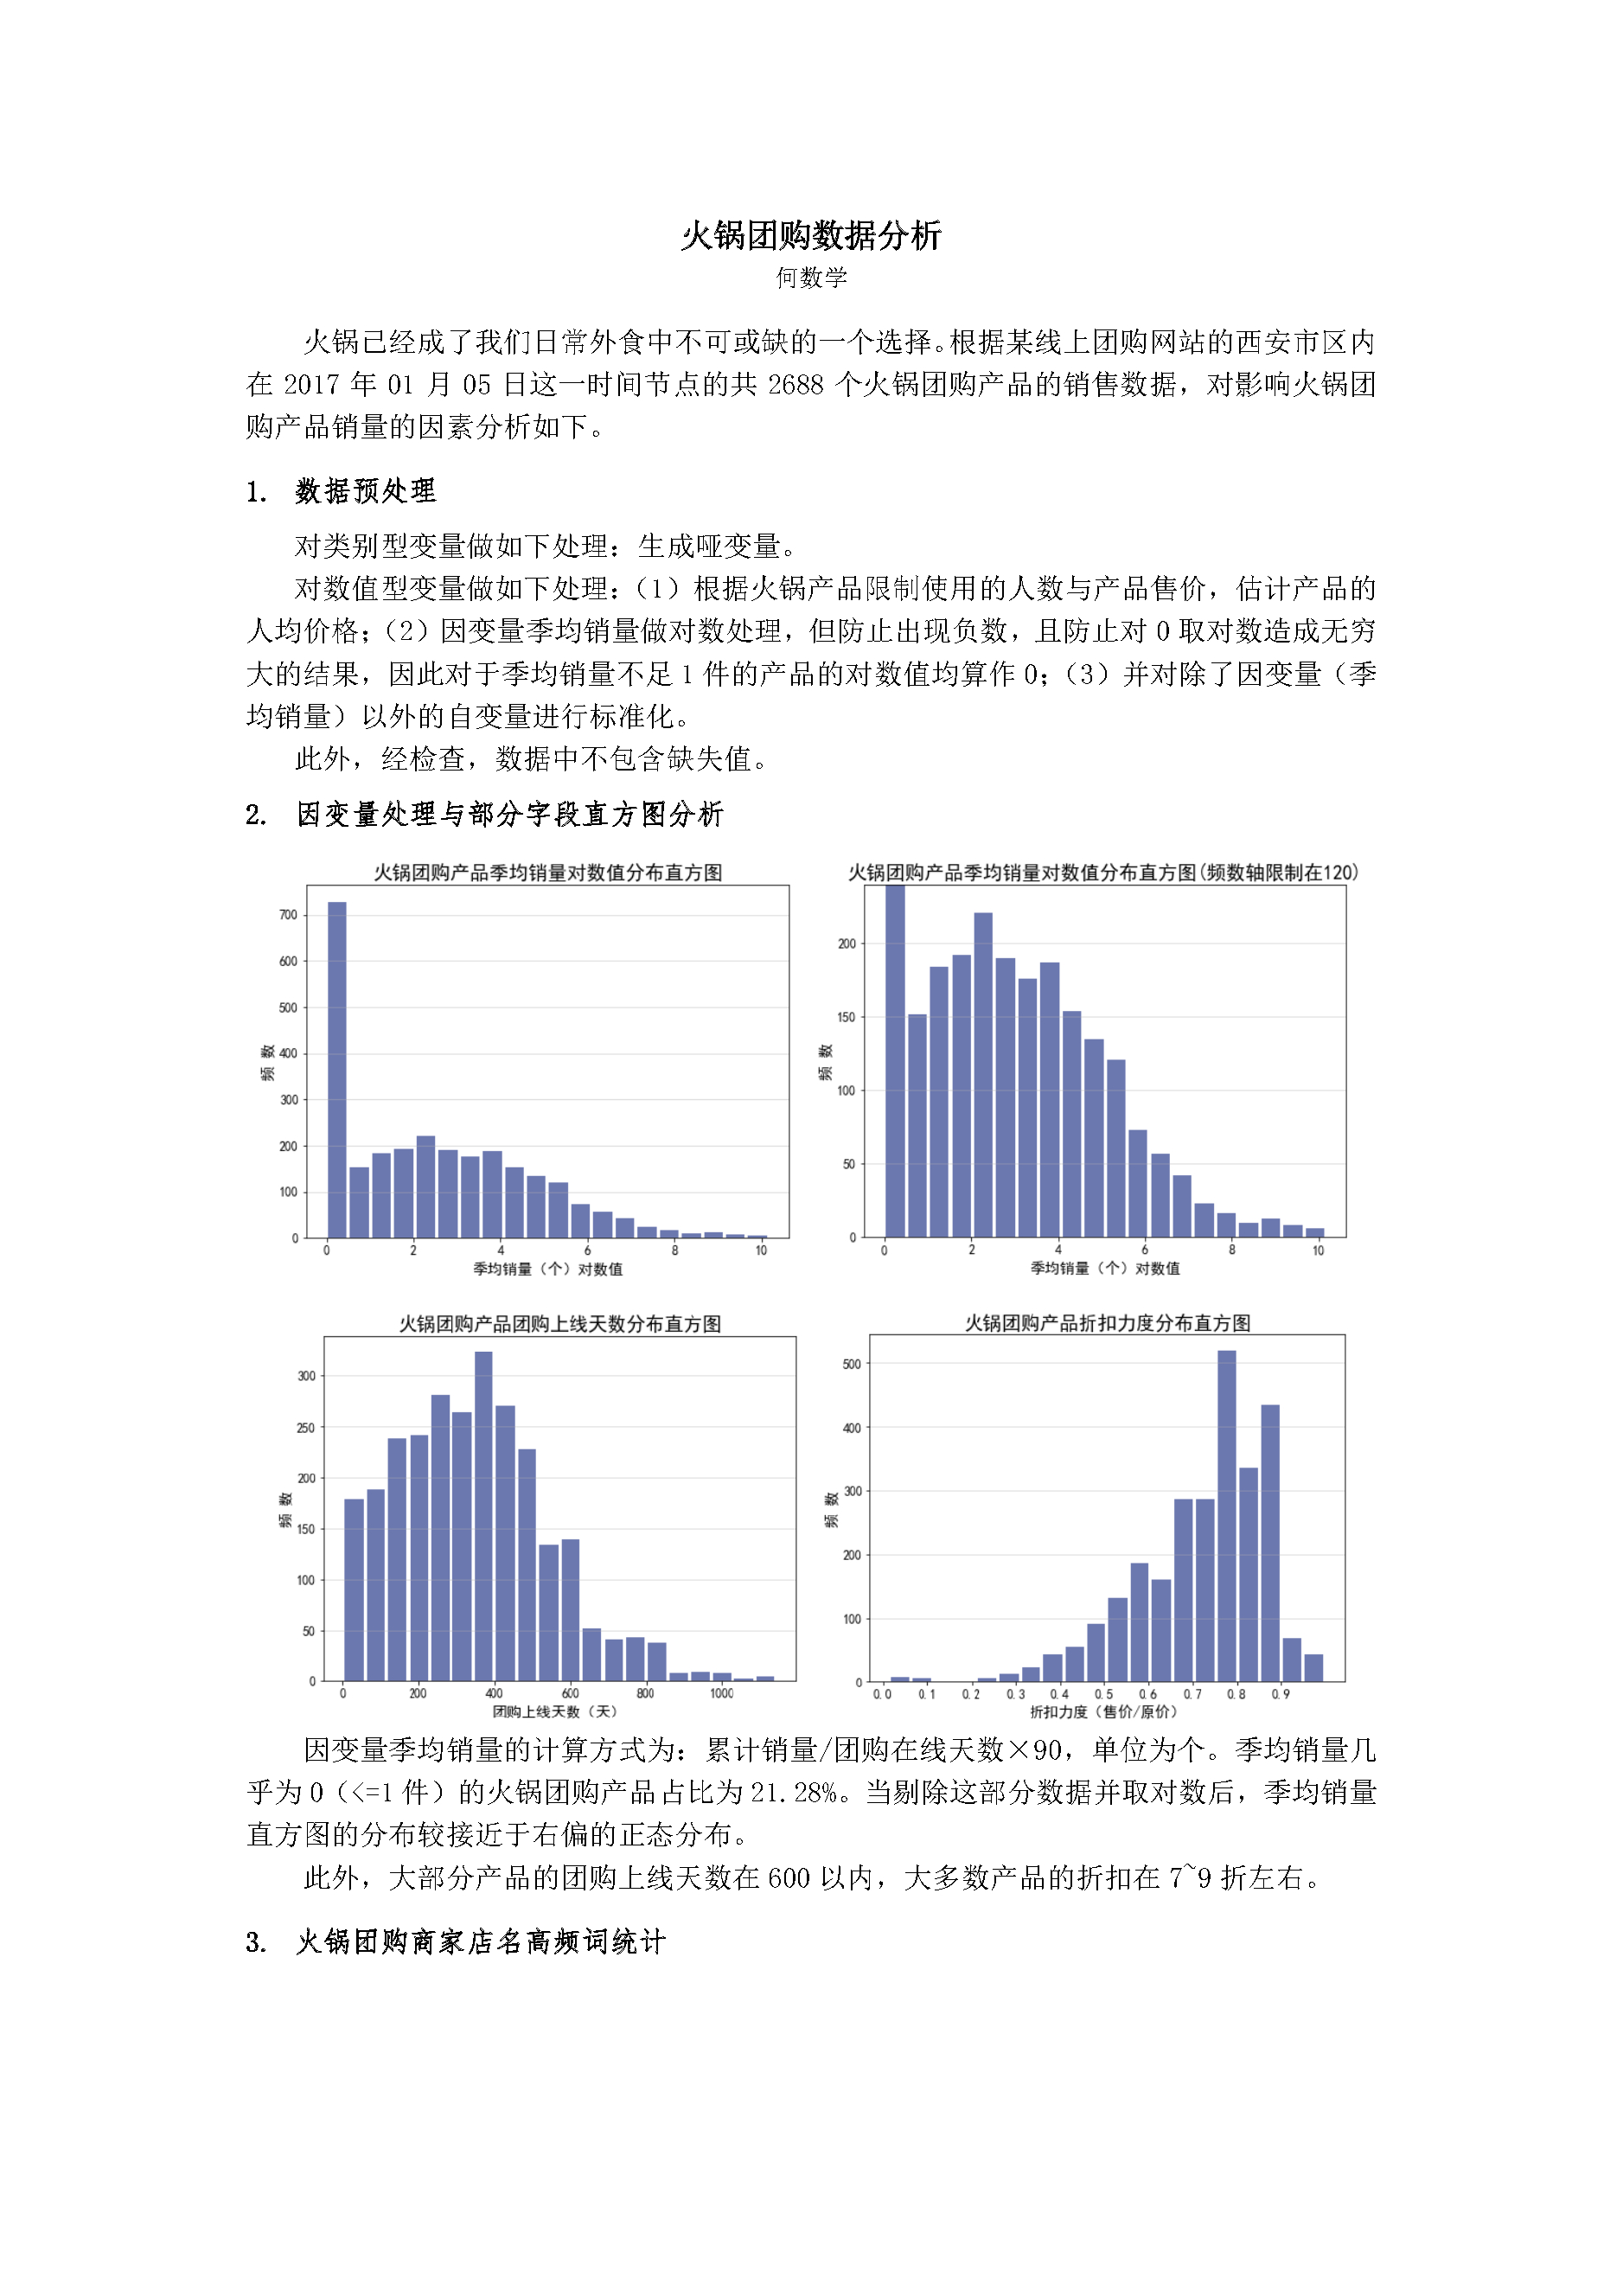 火锅团购数据分析
何数学
火锅已经成了我们日常外食中不可或缺的一个选择。根据某线上团购网站的西安市区内
在 2017 年 01 月 05 日这一时间节点的共 2688 个火锅团购产品的销售数据，对影响火锅团
购产品销量的因素分析如下。
1. 数据预处理
对类别型变量做如下处理：生成哑变量。
对数值型变量做如下处理：（1）根据火锅产品限制使用的人数与产品售价，估计产品的
人均价格；（2）因变量季均销量做对数处理，但防止出现负数，且防止对 0 取对数造成无穷
大的结果，因此对于季均销量不足 1 件的产品的对数值均算作 0；（3）并对除了因变量（季
均销量）以外的自变量进行标准化。
此外，经检查，数据中不包含缺失值。
2. 因变量处理与部分字段直方图分析
火锅团购产品季均销量对数值分布直方图
700
600
500
400
300
200
100
0
频 数
0 2 4 6 8 10
季均销量（个）对数值
火锅团购产品季均销量对数值分布直方图(频数轴限制在120)
200
150
100
50
0
频 数
0 2 4 6 8 10
季均销量（个）对数值
火锅团购产品团购上线天数分布直方图
300
250
200
150
100
50
0
频 数
0 200 400 600 800 1000
团购上线天数（天）
火锅团购产品折扣力度分布直方图
500
400
300
200
100
0
频 数
0.0 0.1 0.2 0.3 0.4 0.5 0.6 0.7 0.8 0.9
折扣力度（售价/原价）
因变量季均销量的计算方式为：累计销量/团购在线天数×90，单位为个。季均销量几
乎为 0（<=1 件）的火锅团购产品占比为 21.28%。当剔除这部分数据并取对数后，季均销量
直方图的分布较接近于右偏的正态分布。
此外，大部分产品的团购上线天数在 600 以内，大多数产品的折扣在 7~9 折左右。
3. 火锅团购商家店名高频词统计